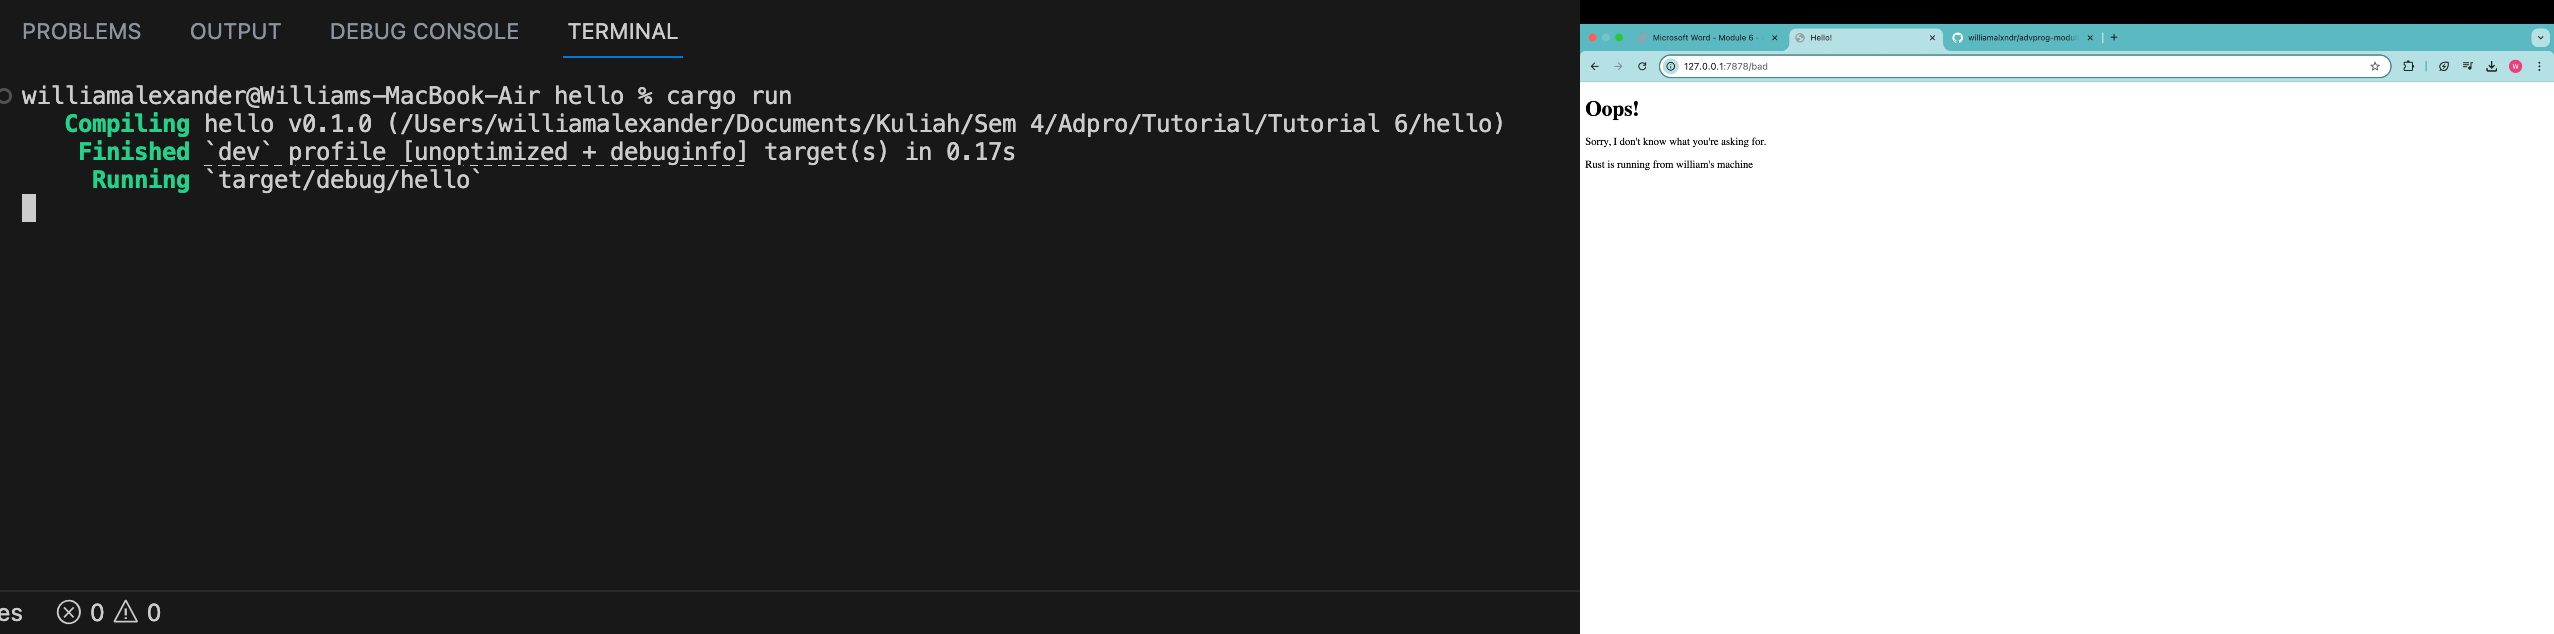 PROBLEMS OUTPUT DEBUG CONSOLE TERMINAL
williamalexander@Williams-MacBook-Air hello % cargo run
Compiling hello v0.1.0 (/Users/williamalexander/Documents/Kuliah/Sem 4/Adpro/Tutorial/Tutorial 6/hello)
Finished `dev` profile [unoptimized + debuginfo] target(s) in 0.17s
Running `target/debug/hello`
es 0 0
Microsoft Word - Module 6 - Hello! williamalxndr/advprog-modul
127.0.0.1:7878/bad
W
Oops!
Sorry, I don't know what you're asking for.
Rust is running from william's machine